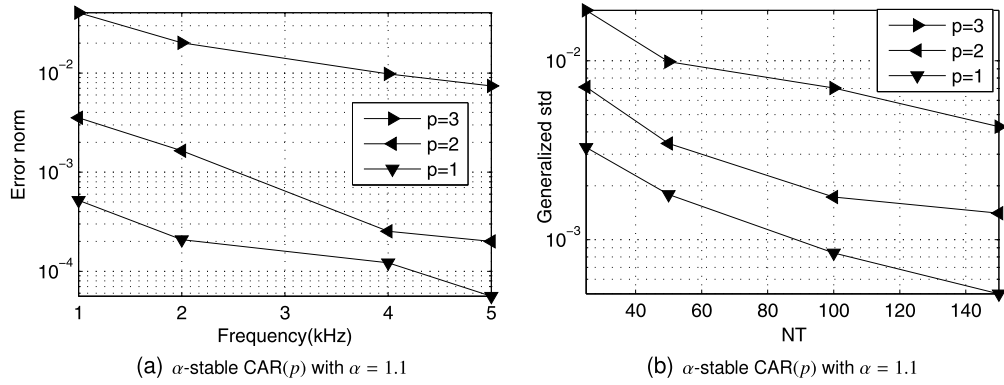 Error norm
10⁻²
10⁻³
10⁻⁴
1 2 3 4 5
Frequency(kHz)
p=3
p=2
p=1
(a) α-stable CAR(p) with α = 1.1
Generalized std
10⁻²
10⁻³
40 60 80 100 120 140
NT
p=3
p=2
p=1
(b) α-stable CAR(p) with α = 1.1